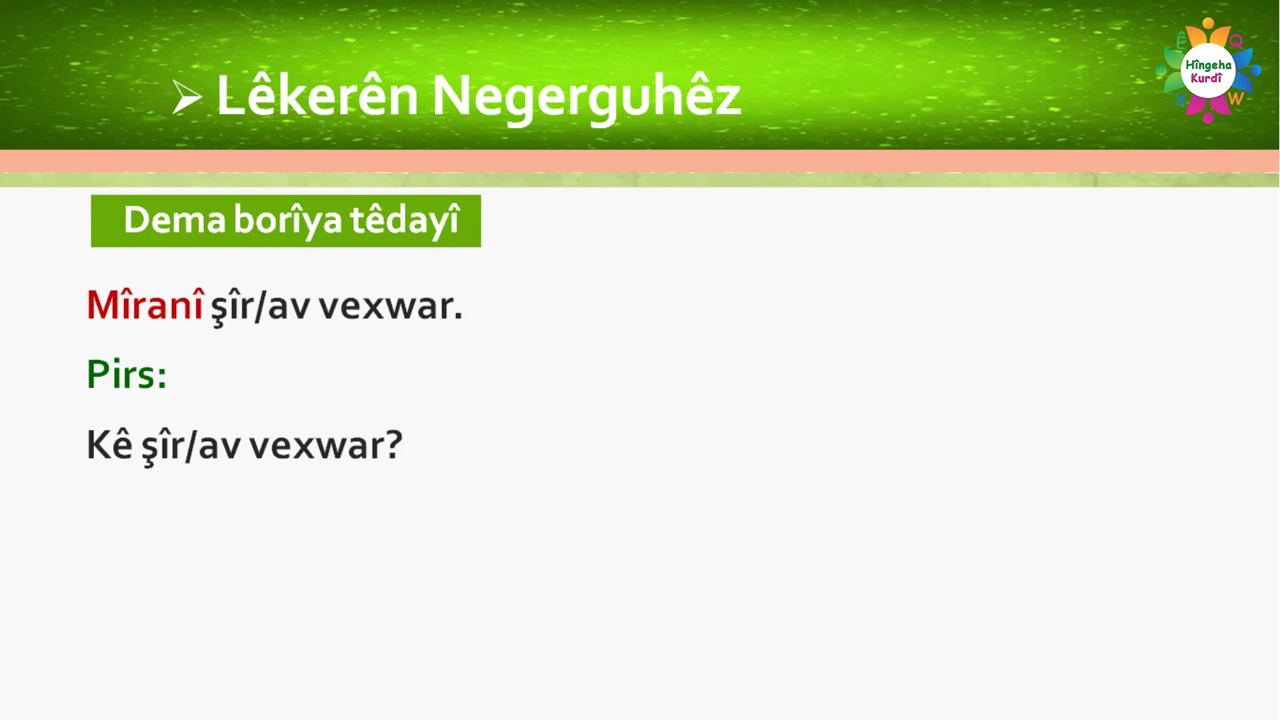 ➢ Lêkerên Negerguhêz
Ê Q
Hîngeha
Kurdî
X W
Dema borîya têdayî
Mîranî şîr/av vexwar.
Pirs:
Kê şîr/av vexwar?